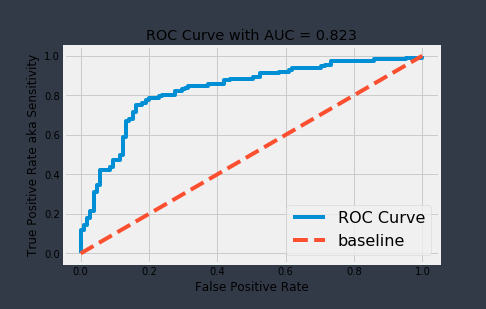 ROC Curve with AUC = 0.823
True Positive Rate aka Sensitivity
1.0
0.8
0.6
0.4
0.2
0.0
ROC Curve
baseline
0.0 0.2 0.4 0.6 0.8 1.0
False Positive Rate